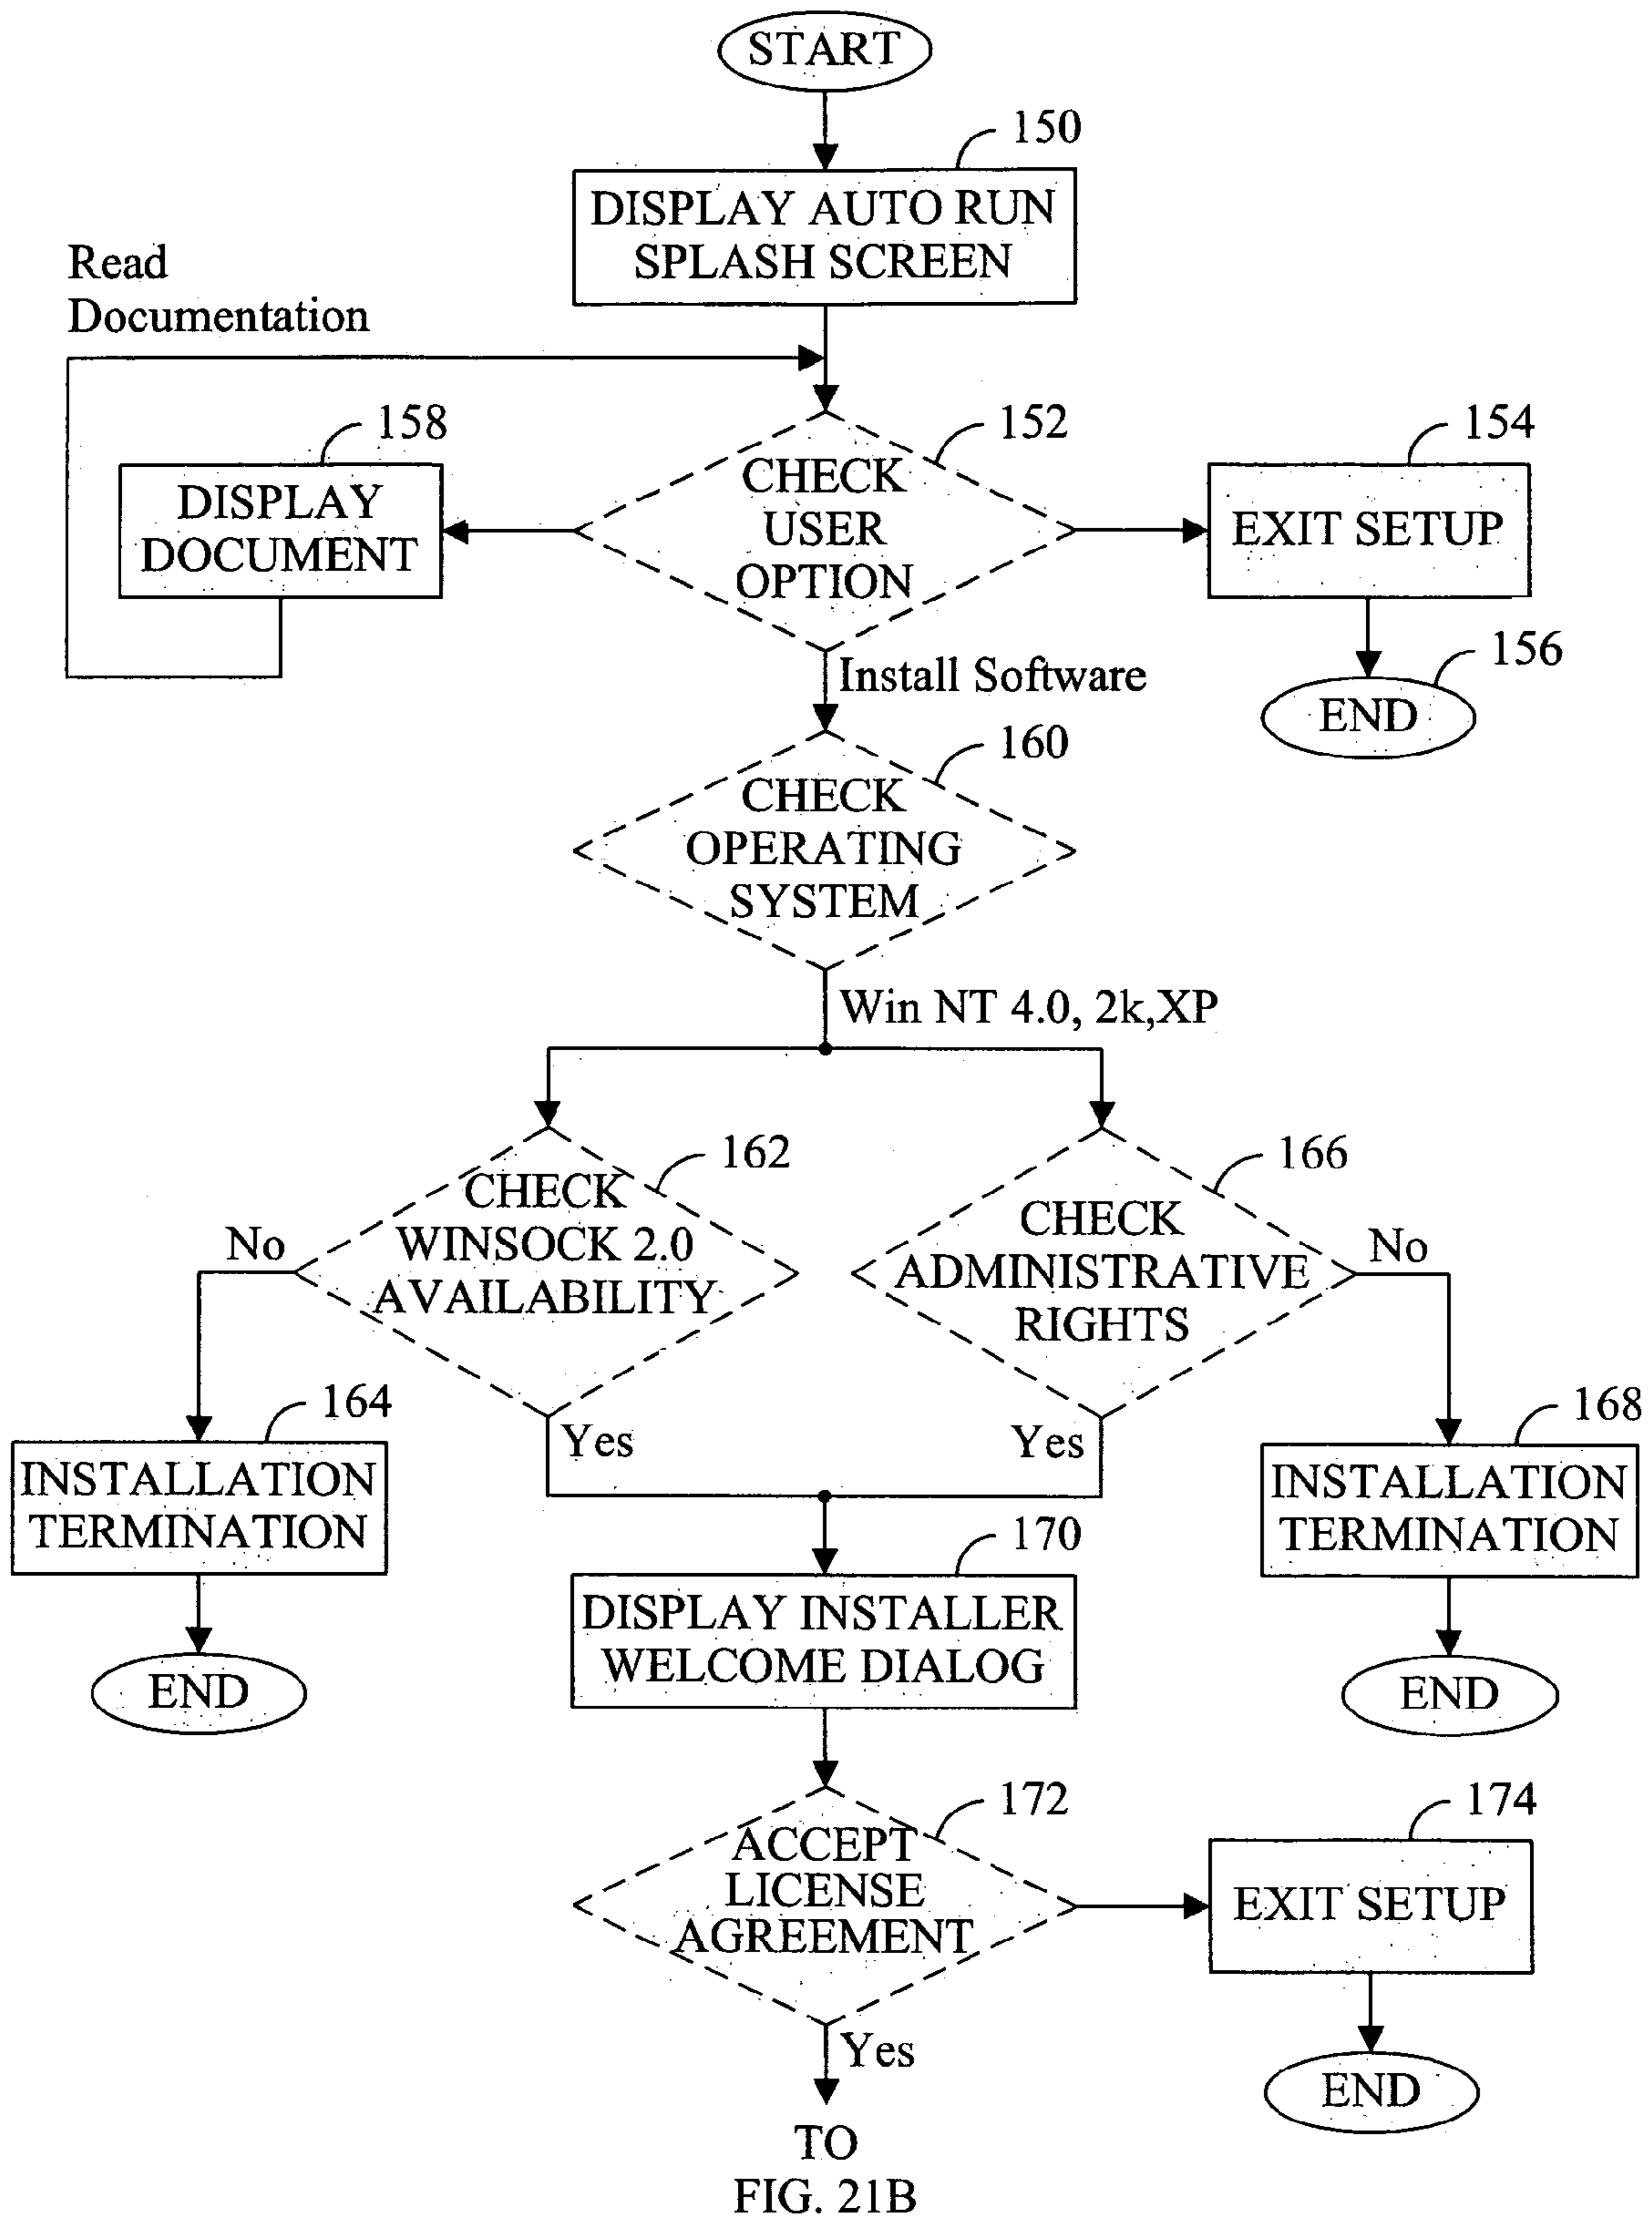 START
150
DISPLAY AUTO RUN
SPLASH SCREEN
Read
Documentation
158
DISPLAY
DOCUMENT
152
CHECK
USER
OPTION
154
EXIT SETUP
156
END
Install Software
160
CHECK
OPERATING
SYSTEM
Win NT 4.0, 2k,XP
162
CHECK
WINSOCK 2.0
AVAILABILITY
No
Yes
166
CHECK
ADMINISTRATIVE
RIGHTS
No
Yes
164
INSTALLATION
TERMINATION
END
168
INSTALLATION
TERMINATION
END
170
DISPLAY INSTALLER
WELCOME DIALOG
172
ACCEPT
LICENSE
AGREEMENT
174
EXIT SETUP
END
Yes
TO
FIG. 21B